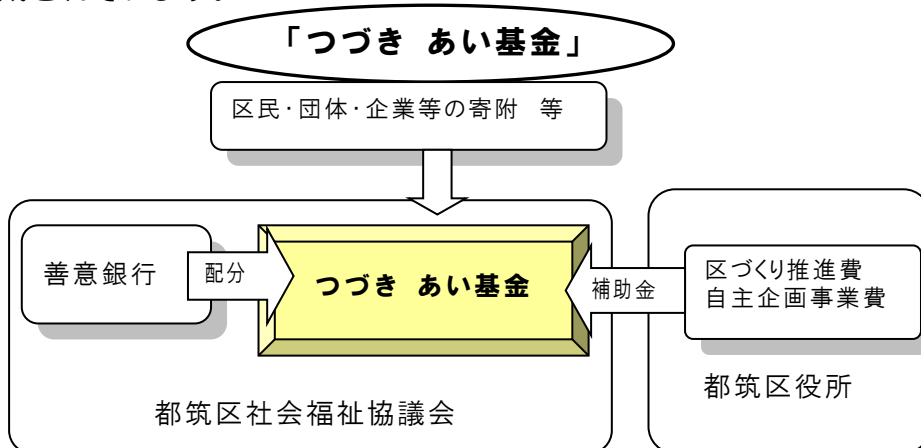 「つづき あい基金」
区民･団体･企業等の寄附　等
善意銀行
配分
つづき あい基金
補助金
区づくり推進費
自主企画事業費
都筑区役所
都筑区社会福祉協議会